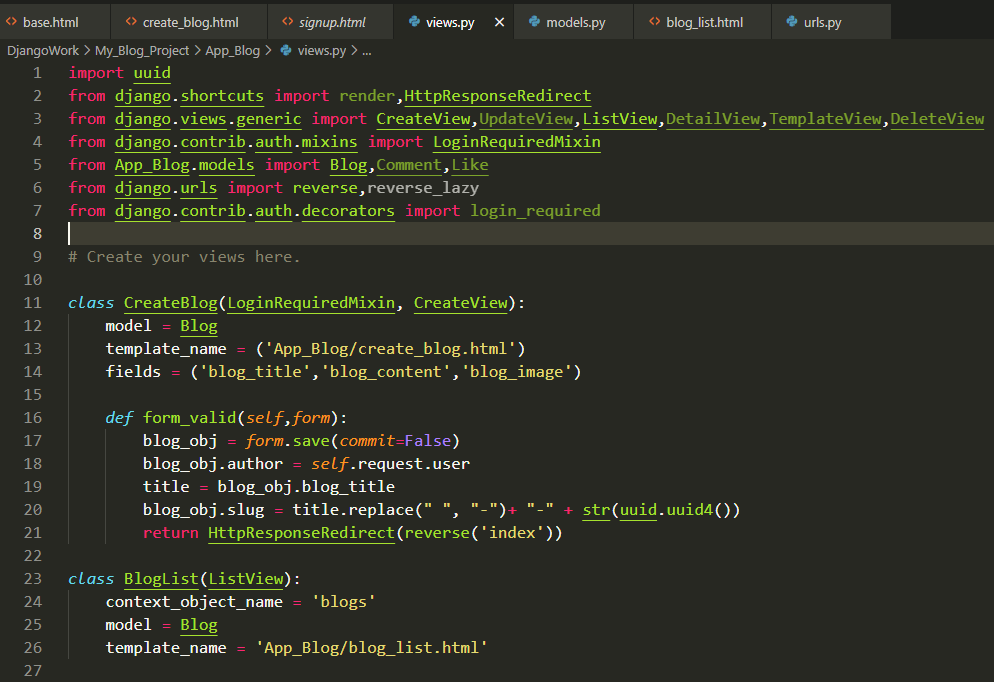 base.html create_blog.html signup.html views.py × models.py blog_list.html urls.py
DjangoWork > My_Blog_Project > App_Blog > views.py > ...
1 import uuid
2 from django.shortcuts import render,HttpResponseRedirect
3 from django.views.generic import CreateView,UpdateView,ListView,DetailView,TemplateView,DeleteView
4 from django.contrib.auth.mixins import LoginRequiredMixin
5 from App_Blog.models import Blog,Comment,Like
6 from django.urls import reverse,reverse_lazy
7 from django.contrib.auth.decorators import login_required
8
9 # Create your views here.
10
11 class CreateBlog(LoginRequiredMixin, CreateView):
12     model = Blog
13     template_name = ('App_Blog/create_blog.html')
14     fields = ('blog_title','blog_content','blog_image')
15
16     def form_valid(self,form):
17         blog_obj = form.save(commit=False)
18         blog_obj.author = self.request.user
19         title = blog_obj.blog_title
20         blog_obj.slug = title.replace(" ", "-")+ "-" + str(uuid.uuid4())
21         return HttpResponseRedirect(reverse('index'))
22
23 class BlogList(ListView):
24     context_object_name = 'blogs'
25     model = Blog
26     template_name = 'App_Blog/blog_list.html'
27